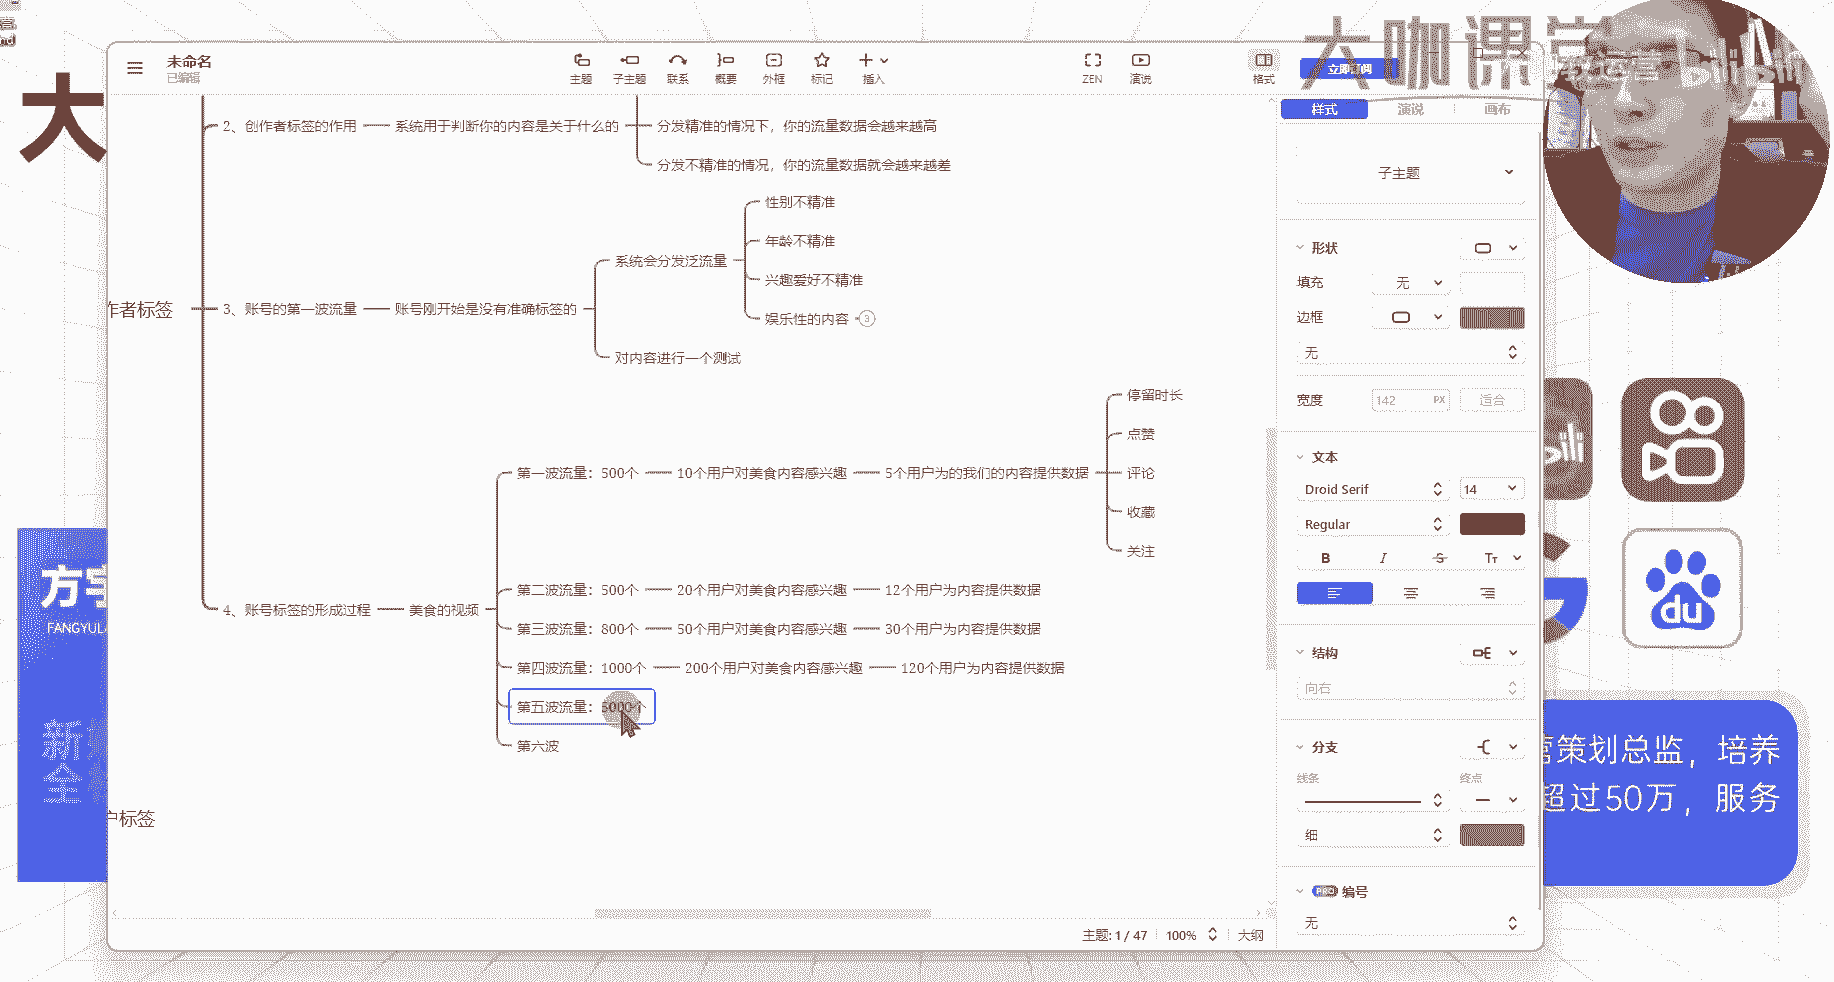 大咖课堂
bilibili
大
未命名
已编辑
主题
子主题
联系
概要
外框
标记
插入
ZEN
演说
格式
立即订阅
样式
演说
画布
2、创作者标签的作用
系统用于判断你的内容是关于什么的
分发精准的情况下，你的流量数据会越来越高
分发不精准的情况，你的流量数据就会越来越差
作者标签
3、账号的第一波流量
账号刚开始是没有准确标签的
系统会分发泛流量
性别不精准
年龄不精准
兴趣爱好不精准
娱乐性的内容
3
对内容进行一个测试
4、账号标签的形成过程
美食的视频
第一波流量：500个
10个用户对美食内容感兴趣
5个用户为的我们的内容提供数据
停留时长
点赞
评论
收藏
关注
第二波流量：500个
20个用户对美食内容感兴趣
12个用户为内容提供数据
第三波流量：800个
50个用户对美食内容感兴趣
30个用户为内容提供数据
第四波流量：1000个
200个用户对美食内容感兴趣
120个用户为内容提供数据
第五波流量：5000个
第六波
户标签
子主题
形状
填充
无
边框
无
宽度
142
PX
适合
文本
Droid Serif
14
Regular
B
I
S
Tт
结构
向右
分支
线条
终点
细
PRO
编号
无
主题: 1 / 47
100%
大纲
方宇
FANGYU
新
全
du
营策划总监，培养
超过50万，服务